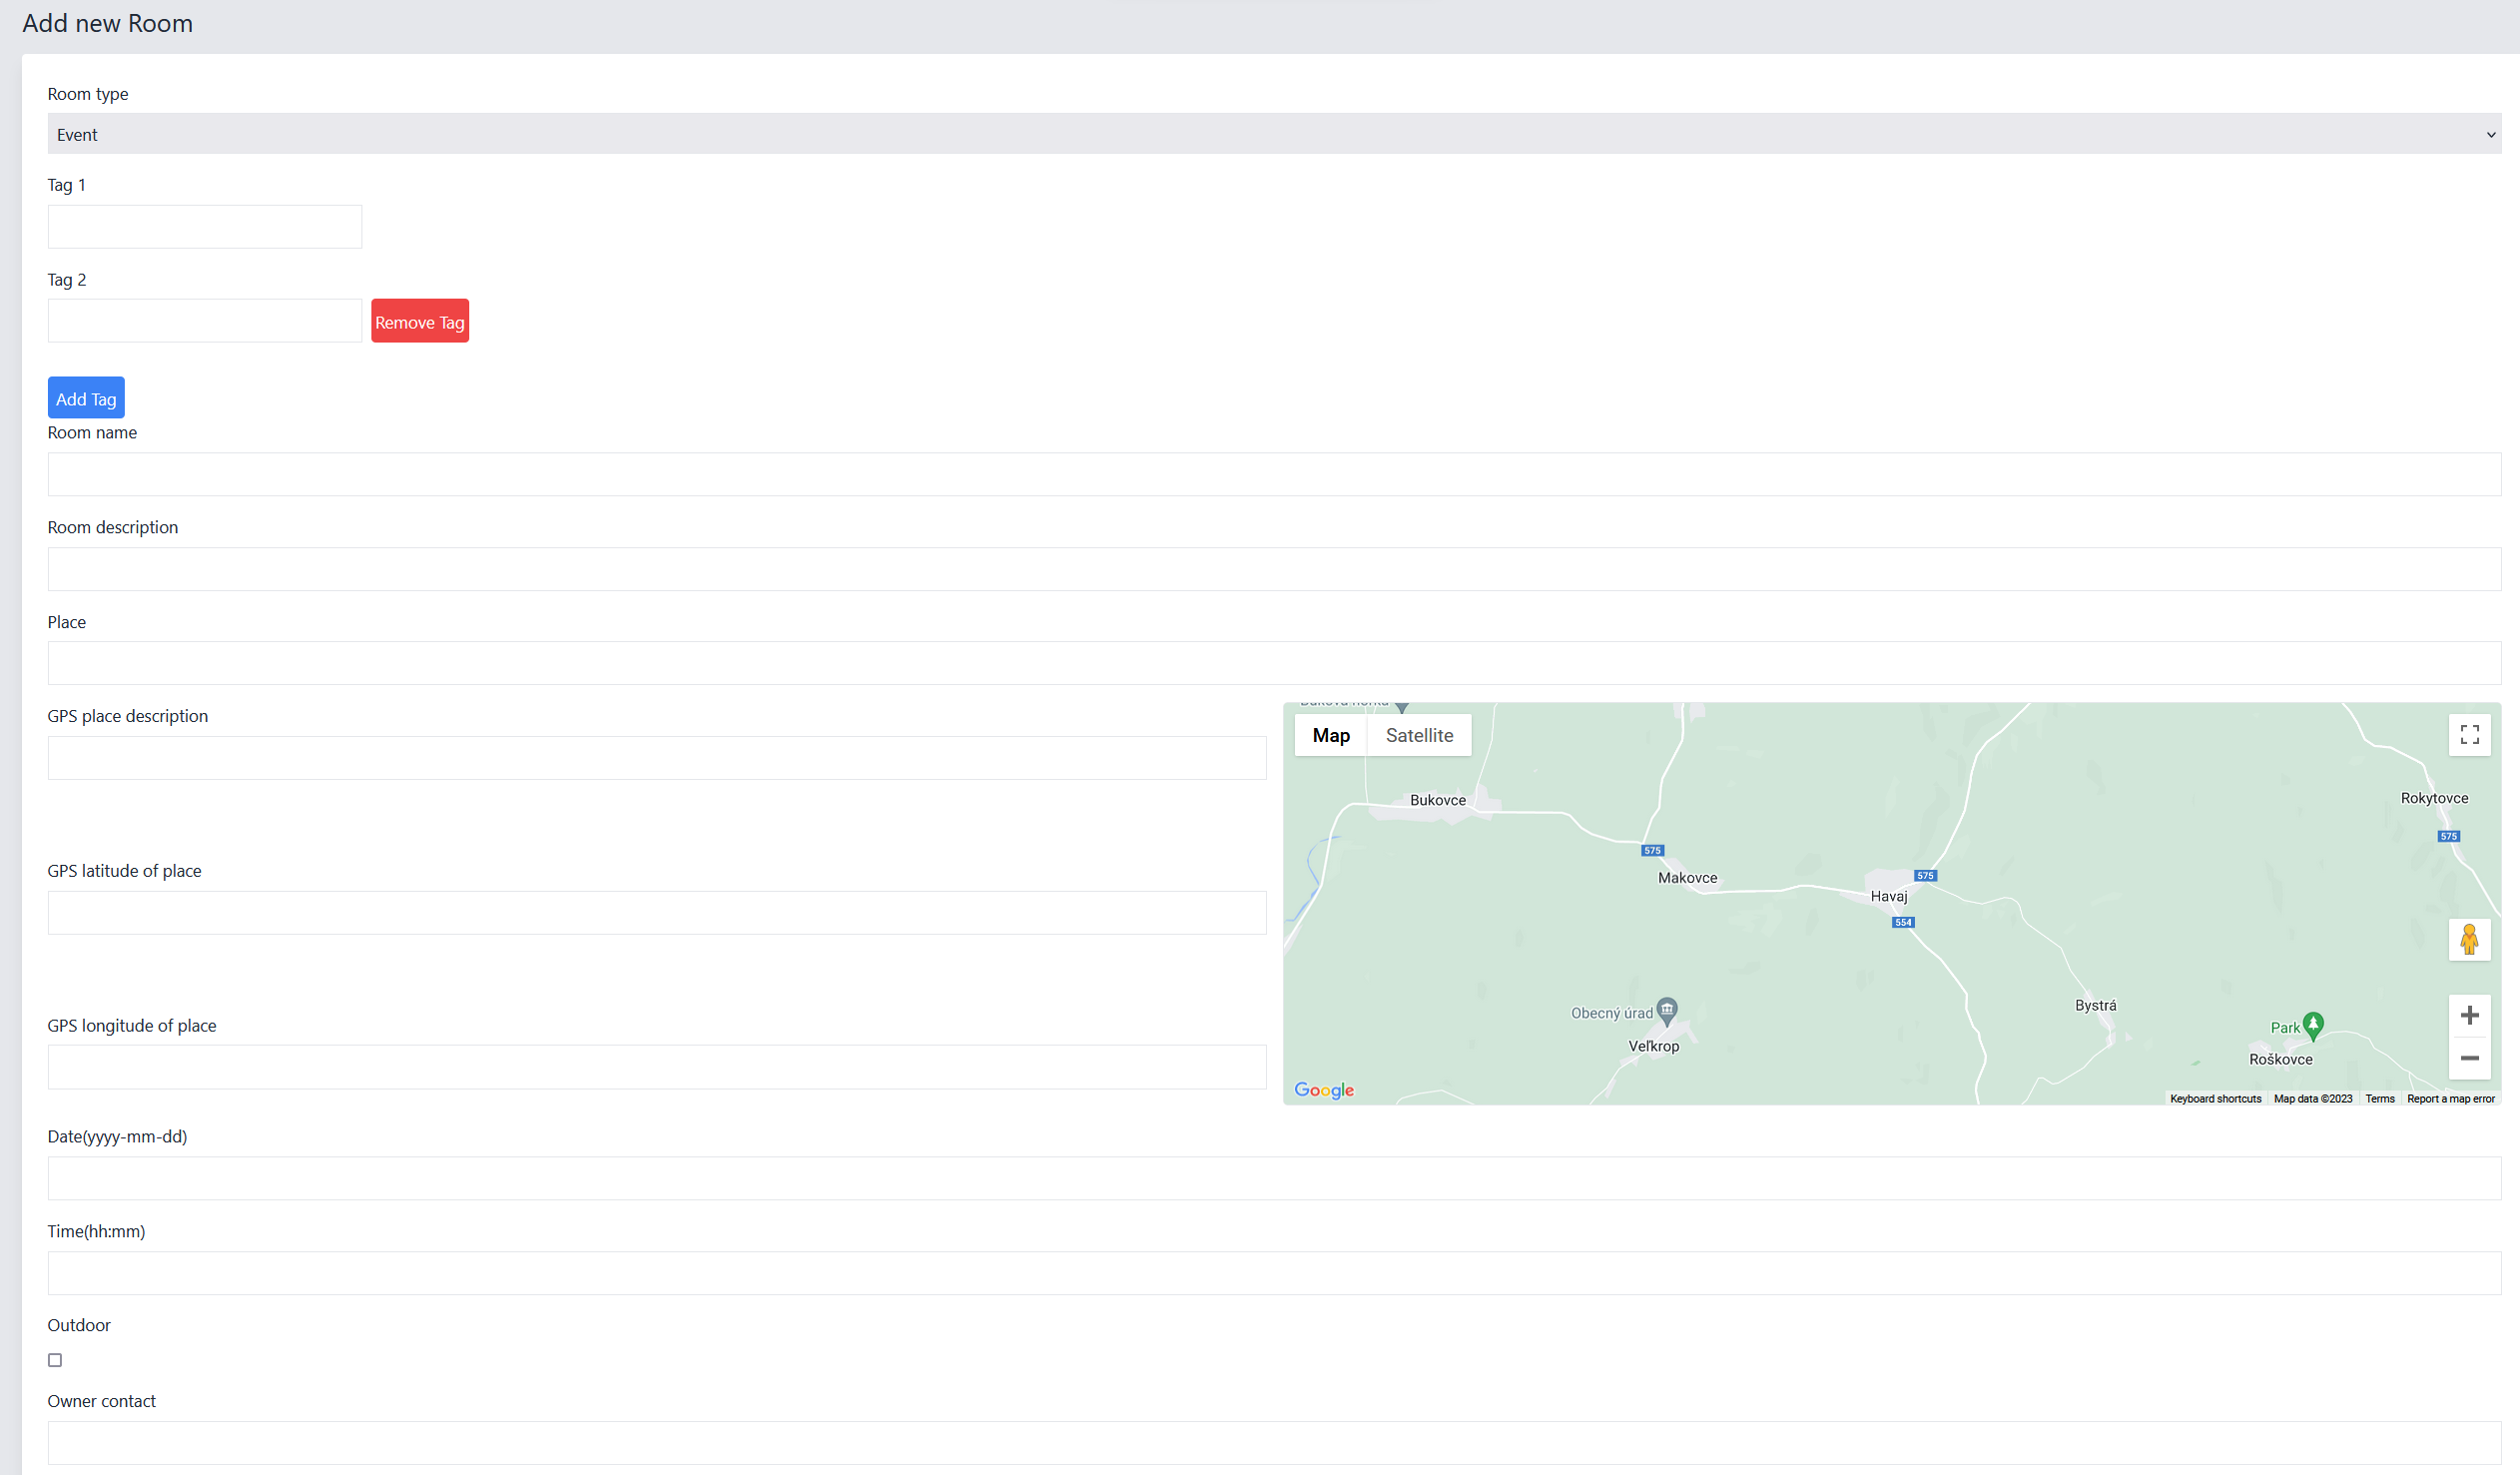 Add new Room
Room type
Event
Tag 1
Tag 2
Remove Tag
Add Tag
Room name
Room description
Place
GPS place description
GPS latitude of place
GPS longitude of place
Map Satellite
Bukovce
Rokytovce
575
575
Makovce
575
Havaj
554
Obecný úrad
Veľkrop
Bystrá
Park
Roškovce
Google
Keyboard shortcuts Map data ©2023 Terms Report a map error
Date(yyyy-mm-dd)
Time(hh:mm)
Outdoor
Owner contact